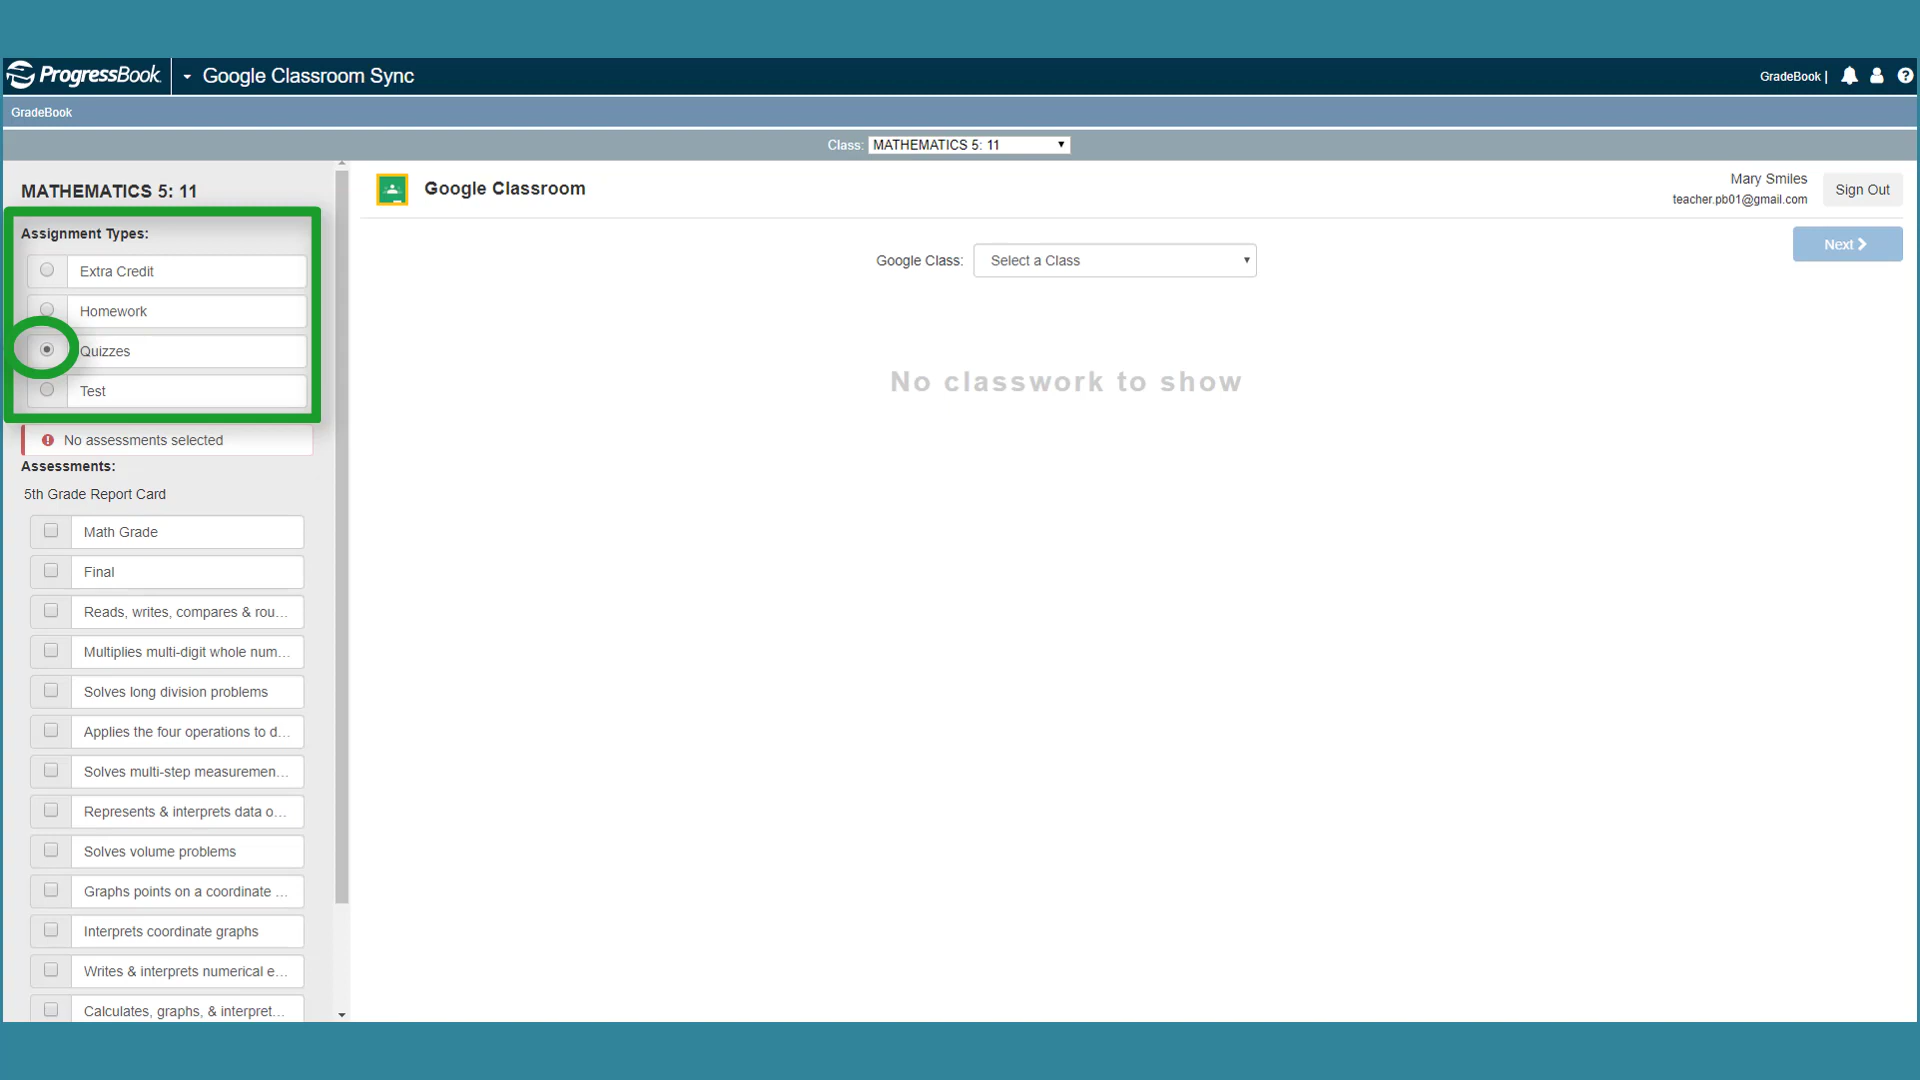 ProgressBook
Google Classroom Sync
GradeBook |
GradeBook
Class: MATHEMATICS 5: 11
MATHEMATICS 5: 11
Assignment Types:
Extra Credit
Homework
Quizzes
Test
No assessments selected
Assessments:
5th Grade Report Card
Math Grade
Final
Reads, writes, compares & rou...
Multiplies multi-digit whole num...
Solves long division problems
Applies the four operations to d...
Solves multi-step measuremen...
Represents & interprets data o...
Solves volume problems
Graphs points on a coordinate ...
Interprets coordinate graphs
Writes & interprets numerical e...
Calculates, graphs, & interpret...
Google Classroom
Mary Smiles
teacher.pb01@gmail.com
Sign Out
Next
Google Class: Select a Class
No classwork to show